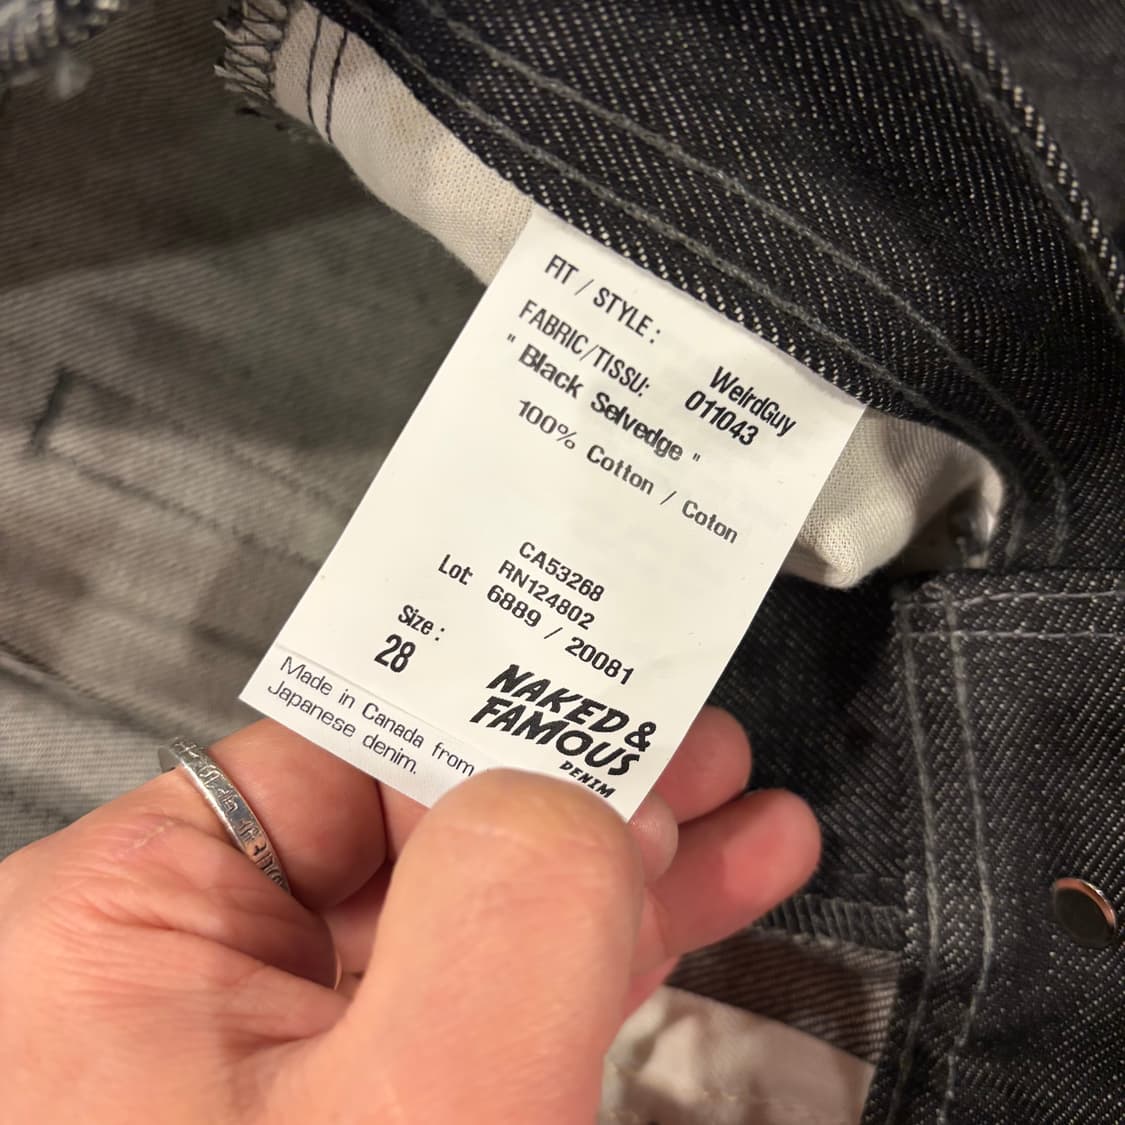 FIT / STYLE : WeirdGuy
FABRIC/TISSU: 011043
" Black Selvedge "
100% Cotton / Coton
CA53268
RN124802
Lot: 6889 / 20081
Size :
28
NAKED &
FAMOUS
DENIM
Made in Canada from
Japanese denim.